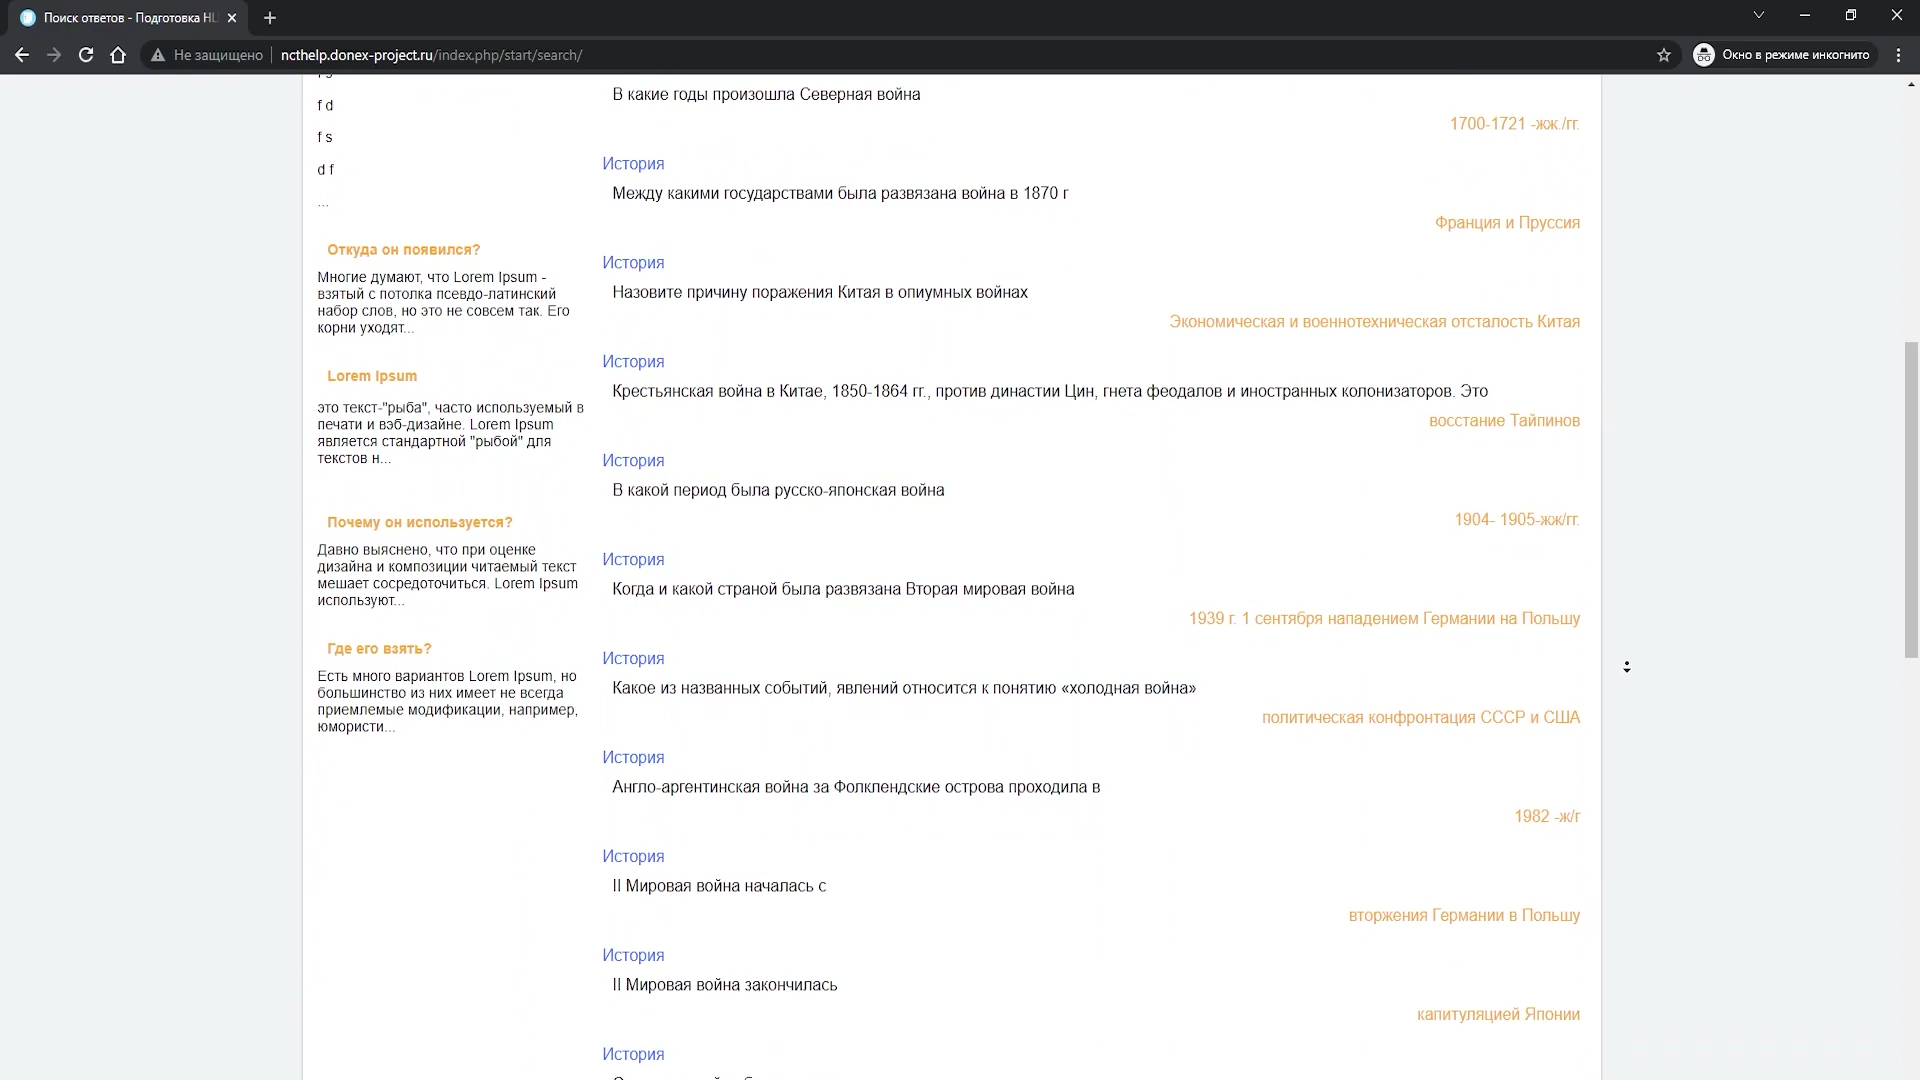 Поиск ответов - Подготовка НЦ
Не защищено
ncthelp.donex-project.ru/index.php/start/search/
Окно в режиме инкогнито
f d
f s
d f
...
Откуда он появился?
Многие думают, что Lorem Ipsum -
взятый с потолка псевдо-латинский
набор слов, но это не совсем так. Его
корни уходят...
Lorem Ipsum
это текст-"рыба", часто используемый в
печати и вэб-дизайне. Lorem Ipsum
является стандартной "рыбой" для
текстов н...
Почему он используется?
Давно выяснено, что при оценке
дизайна и композиции читаемый текст
мешает сосредоточиться. Lorem Ipsum
используют...
Где его взять?
Есть много вариантов Lorem Ipsum, но
большинство из них имеет не всегда
приемлемые модификации, например,
юмористи...
В какие годы произошла Северная война
1700-1721 -жж./гг.
История
Между какими государствами была развязана война в 1870 г
Франция и Пруссия
История
Назовите причину поражения Китая в опиумных войнах
Экономическая и военнотехническая отсталость Китая
История
Крестьянская война в Китае, 1850-1864 гг., против династии Цин, гнета феодалов и иностранных колонизаторов. Это
восстание Тайпинов
История
В какой период была русско-японская война
1904- 1905-жж/гг.
История
Когда и какой страной была развязана Вторая мировая война
1939 г. 1 сентября нападением Германии на Польшу
История
Какое из названных событий, явлений относится к понятию «холодная война»
политическая конфронтация СССР и США
История
Англо-аргентинская война за Фолклендские острова проходила в
1982 -ж/г
История
II Мировая война началась с
вторжения Германии в Польшу
История
II Мировая война закончилась
капитуляцией Японии
История